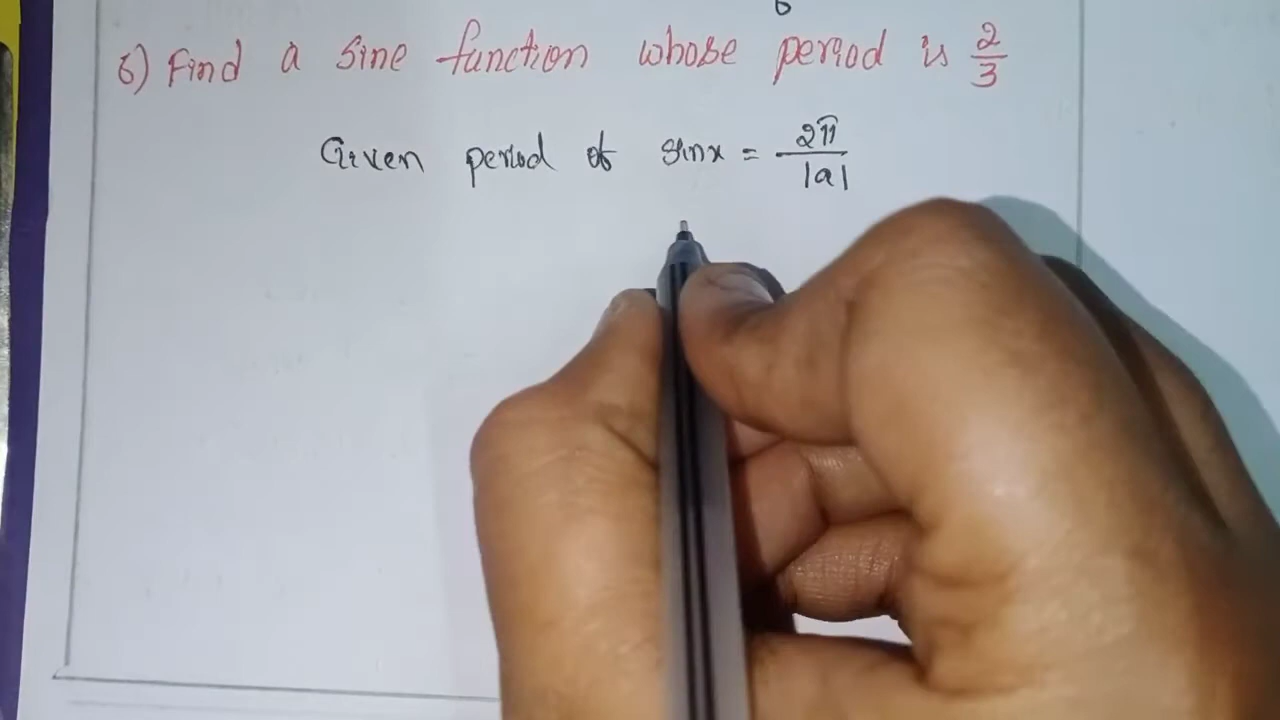 6) Find a sine function whose period is 2/3
Given period of sinx = 2π/|a|